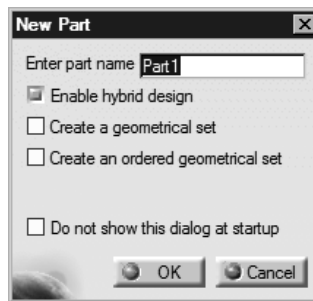 New Part
Enter part name Part1
Enable hybrid design
Create a geometrical set
Create an ordered geometrical set
Do not show this dialog at startup
OK Cancel